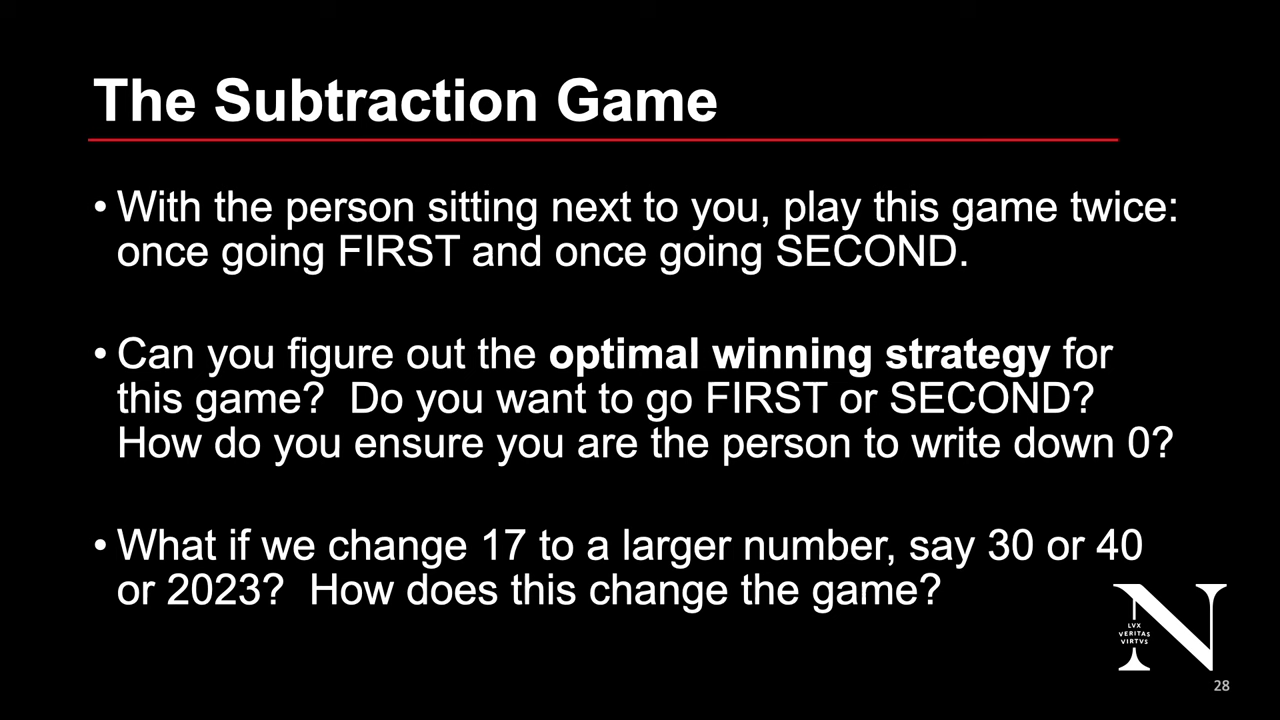 The Subtraction Game
• With the person sitting next to you, play this game twice:
once going FIRST and once going SECOND.
• Can you figure out the optimal winning strategy for
this game?  Do you want to go FIRST or SECOND?
How do you ensure you are the person to write down 0?
• What if we change 17 to a larger number, say 30 or 40
or 2023?  How does this change the game?
N
LVX
VERITAS
VIRTVS
28